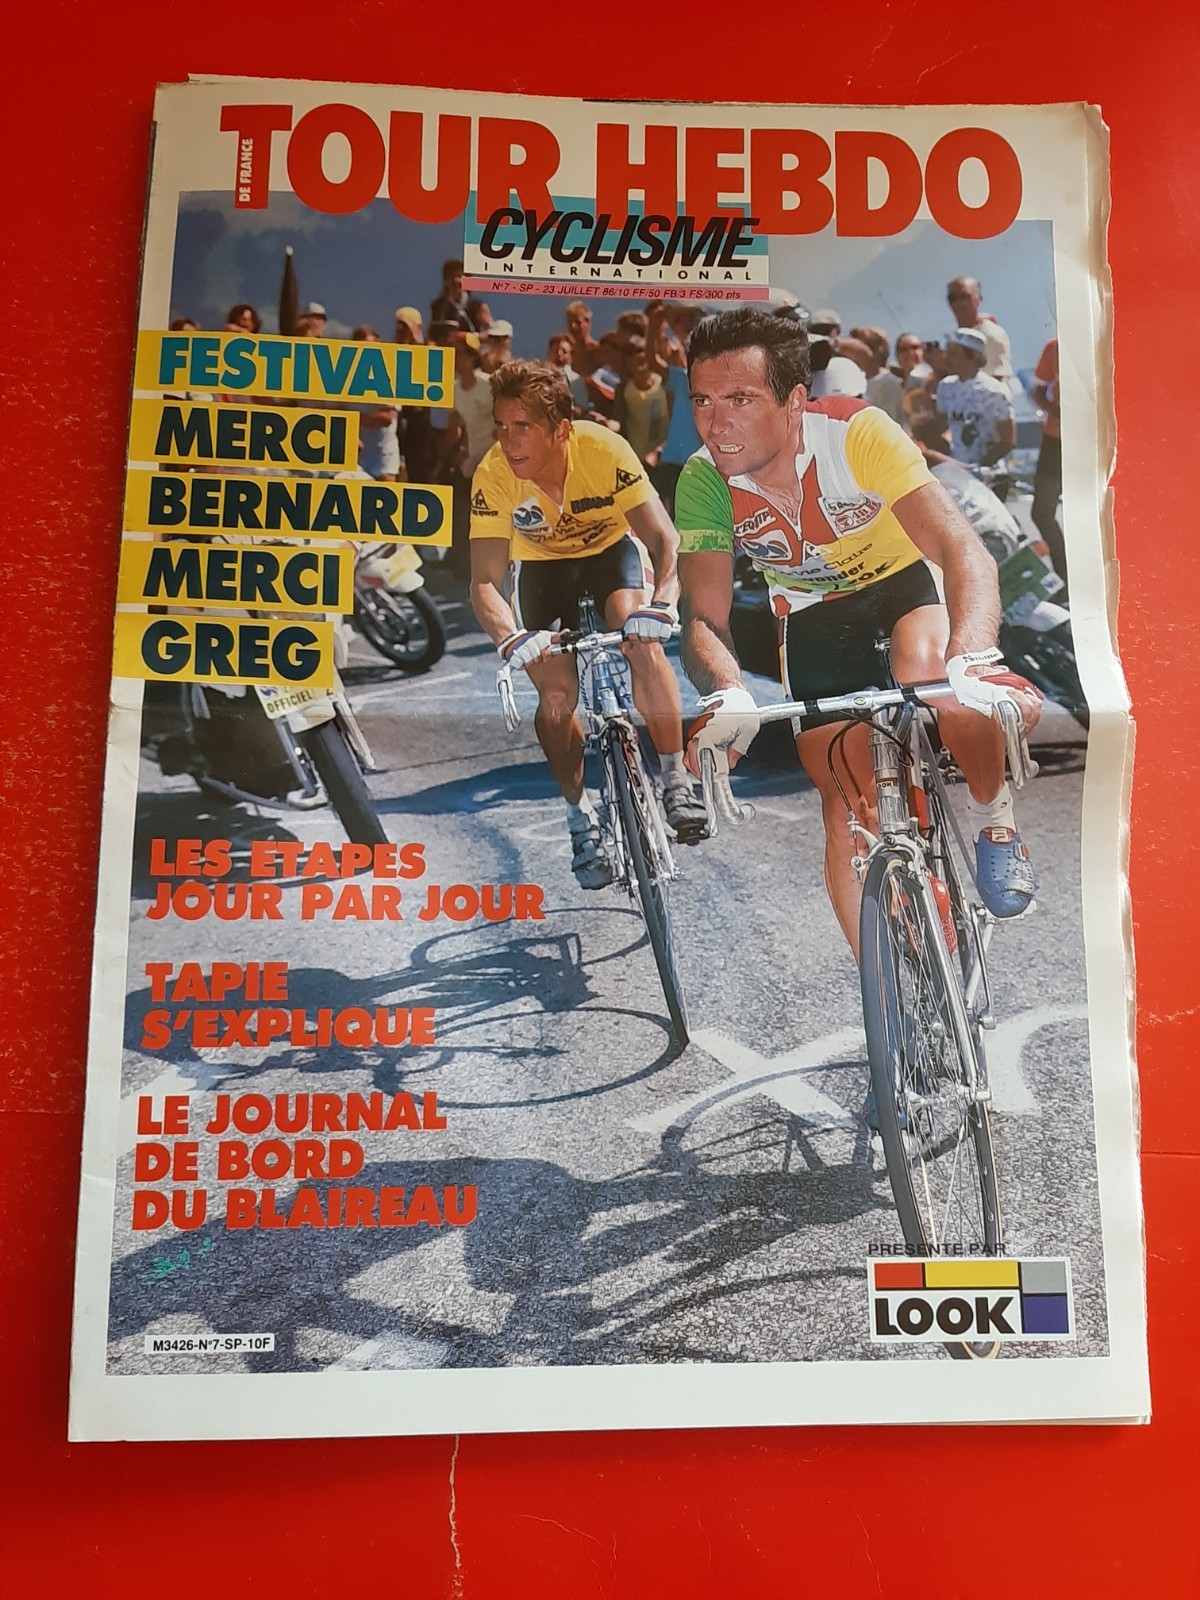 TOUR HEBDO
DE FRANCE
CYCLISME
INTERNATIONAL
N°7 - SP - 23 JUILLET 86/10 FF/50 FB/3 FS/300 pts
FESTIVAL!
MERCI
BERNARD
MERCI
GREG
OFFICIEL 2
LES ETAPES
JOUR PAR JOUR
TAPIE
S'EXPLIQUE
LE JOURNAL
DE BORD
DU BLAIREAU
PRESENTE PAR
LOOK
M3426-N°7-SP-10F